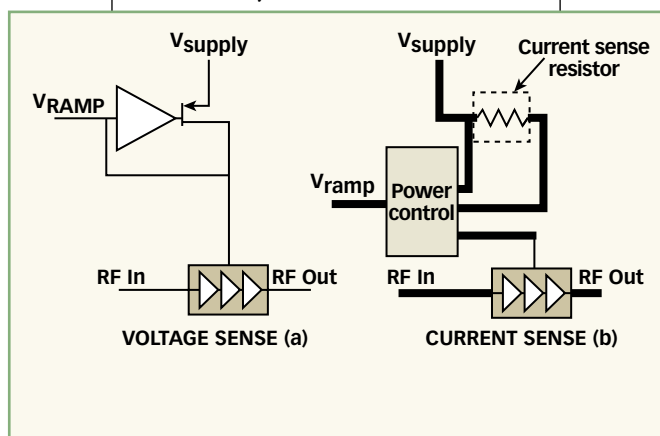 Vsupply
VRAMP
RF In
RF Out
VOLTAGE SENSE (a)
Vsupply
Current sense
resistor
Vramp
Power
control
RF In
RF Out
CURRENT SENSE (b)